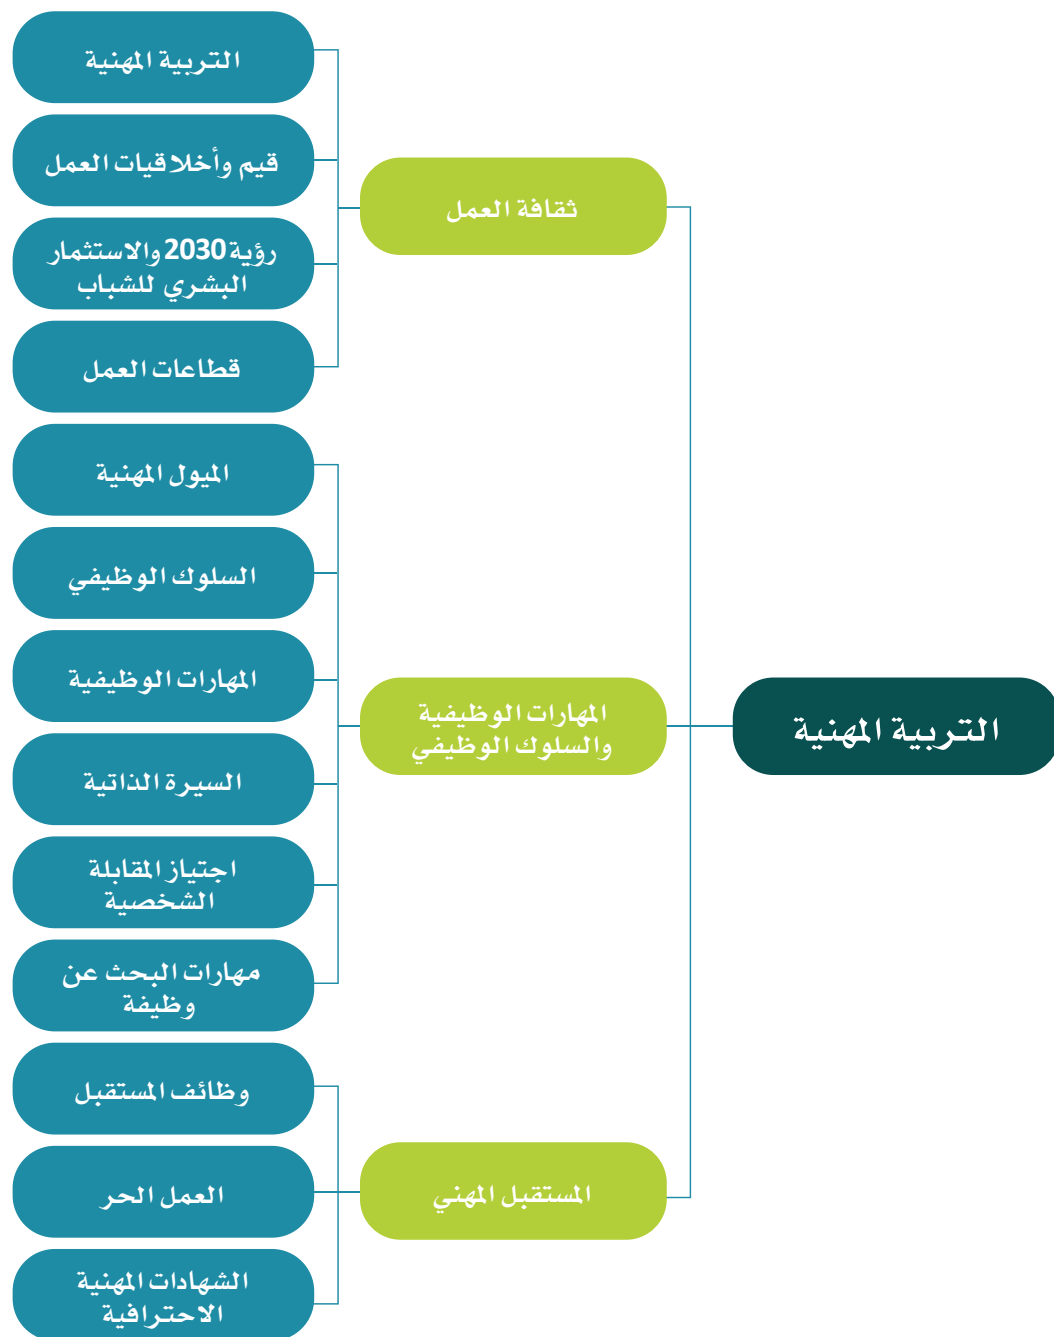 التربية المهنية
ثقافة العمل
التربية المهنية
قيم وأخلاقيات العمل
رؤية 2030 والاستثمار
البشري للشباب
قطاعات العمل
المهارات الوظيفية
والسلوك الوظيفي
الميول المهنية
السلوك الوظيفي
المهارات الوظيفية
السيرة الذاتية
اجتياز المقابلة
الشخصية
مهارات البحث عن
وظيفة
المستقبل المهني
وظائف المستقبل
العمل الحر
الشهادات المهنية
الاحترافية